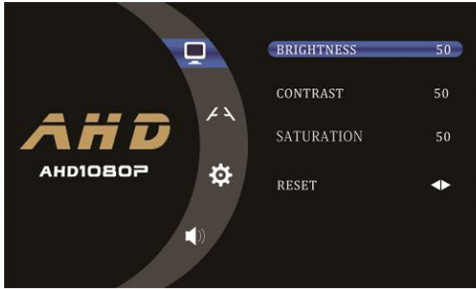 AHD
AHD1080P
BRIGHTNESS 50
CONTRAST 50
SATURATION 50
RESET